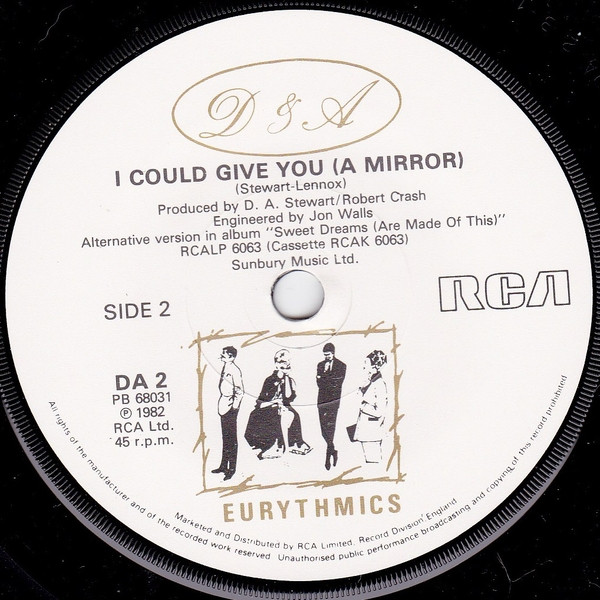 D & A
I COULD GIVE YOU (A MIRROR)
(Stewart-Lennox)
Produced by D. A. Stewart/Robert Crash
Engineered by Jon Walls
Alternative version in album "Sweet Dreams (Are Made Of This)"
RCALP 6063 (Cassette RCAK 6063)
Sunbury Music Ltd.
SIDE 2
RCA
DA 2
PB 68031
℗ 1982
RCA Ltd.
45 r.p.m.
EURYTHMICS
All rights of the manufacturer and of the recorded work reserved. Unauthorised public performance broadcasting and copying of this record prohibited
Marketed and Distributed by RCA Limited, Record Division, England.